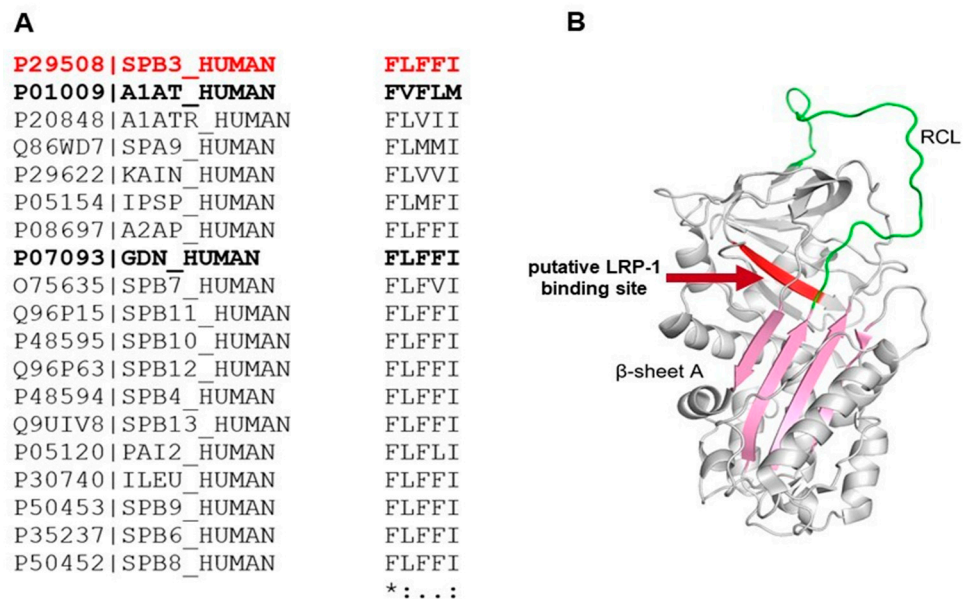 A
P29508|SPB3_HUMAN FLFFI
P01009|A1AT_HUMAN FVFLM
P20848|A1ATR_HUMAN FLVII
Q86WD7|SPA9_HUMAN FLMMI
P29622|KAIN_HUMAN FLVVI
P05154|IPSP_HUMAN FLMFI
P08697|A2AP_HUMAN FLFFI
P07093|GDN_HUMAN FLFFI
O75635|SPB7_HUMAN FLFVI
Q96P15|SPB11_HUMAN FLFFI
P48595|SPB10_HUMAN FLFFI
Q96P63|SPB12_HUMAN FLFFI
P48594|SPB4_HUMAN FLFFI
Q9UIV8|SPB13_HUMAN FLFFI
P05120|PAI2_HUMAN FLFLI
P30740|ILEU_HUMAN FLFFI
P50453|SPB9_HUMAN FLFFI
P35237|SPB6_HUMAN FLFFI
P50452|SPB8_HUMAN FLFFI
*:..:
B
RCL
putative LRP-1
binding site
β-sheet A